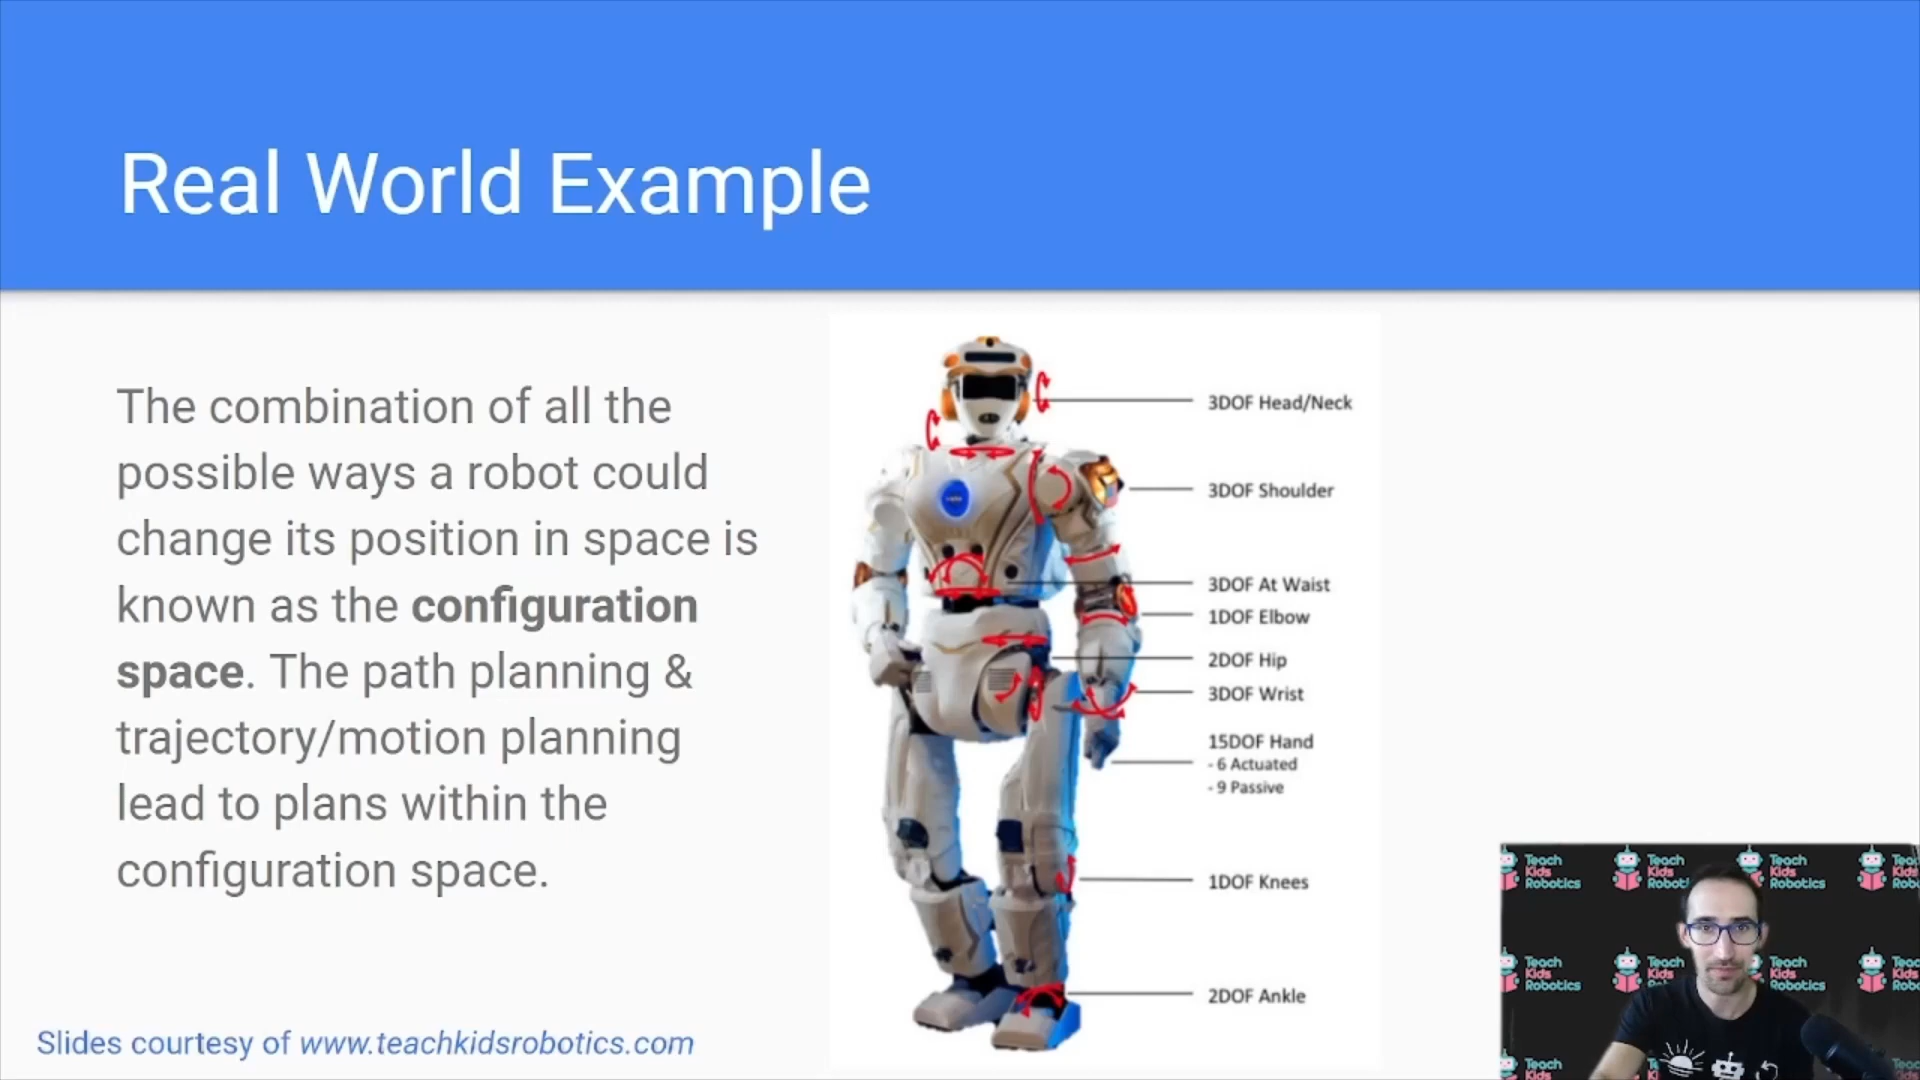 Real World Example
The combination of all the
possible ways a robot could
change its position in space is
known as the configuration
space. The path planning &
trajectory/motion planning
lead to plans within the
configuration space.
3DOF Head/Neck
3DOF Shoulder
3DOF At Waist
1DOF Elbow
2DOF Hip
3DOF Wrist
15DOF Hand
- 6 Actuated
- 9 Passive
1DOF Knees
2DOF Ankle
Slides courtesy of www.teachkidsrobotics.com
Teach
Kids
Robotics